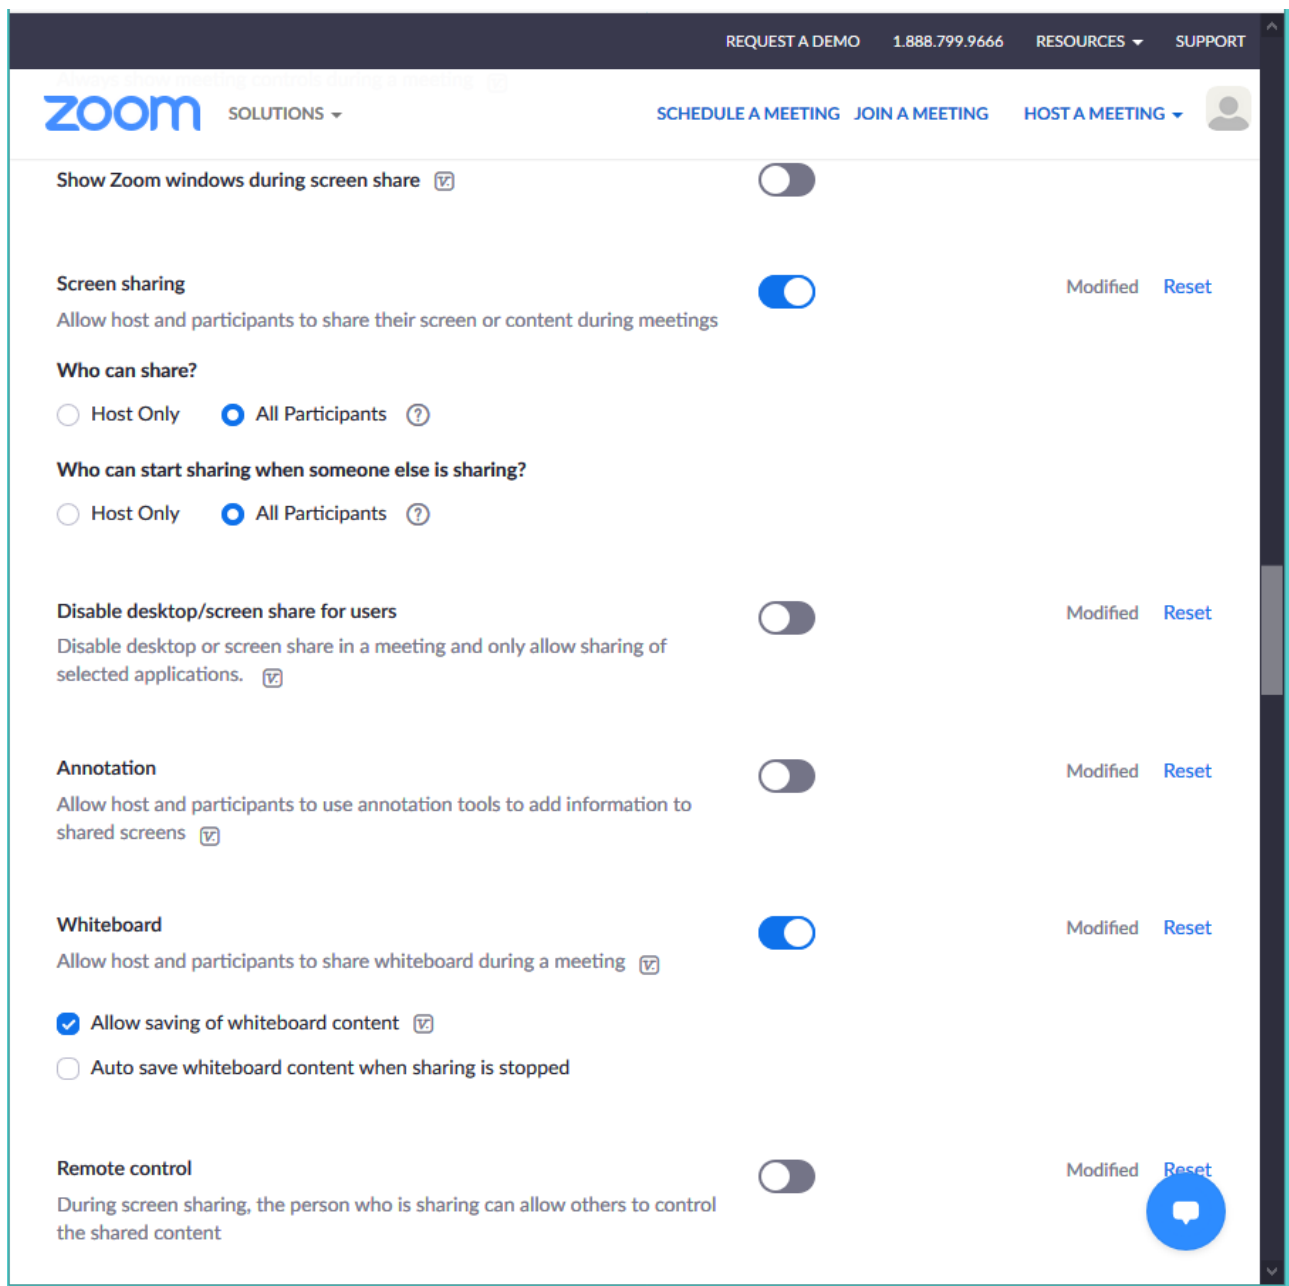 REQUEST A DEMO 1.888.799.9666 RESOURCES SUPPORT
Always show meeting controls during a meeting
zoom SOLUTIONS SCHEDULE A MEETING JOIN A MEETING HOST A MEETING
Show Zoom windows during screen share
Screen sharing Modified Reset
Allow host and participants to share their screen or content during meetings
Who can share?
Host Only All Participants ?
Who can start sharing when someone else is sharing?
Host Only All Participants ?
Disable desktop/screen share for users Modified Reset
Disable desktop or screen share in a meeting and only allow sharing of
selected applications.
Annotation Modified Reset
Allow host and participants to use annotation tools to add information to
shared screens
Whiteboard Modified Reset
Allow host and participants to share whiteboard during a meeting
Allow saving of whiteboard content
Auto save whiteboard content when sharing is stopped
Remote control Modified Reset
During screen sharing, the person who is sharing can allow others to control
the shared content